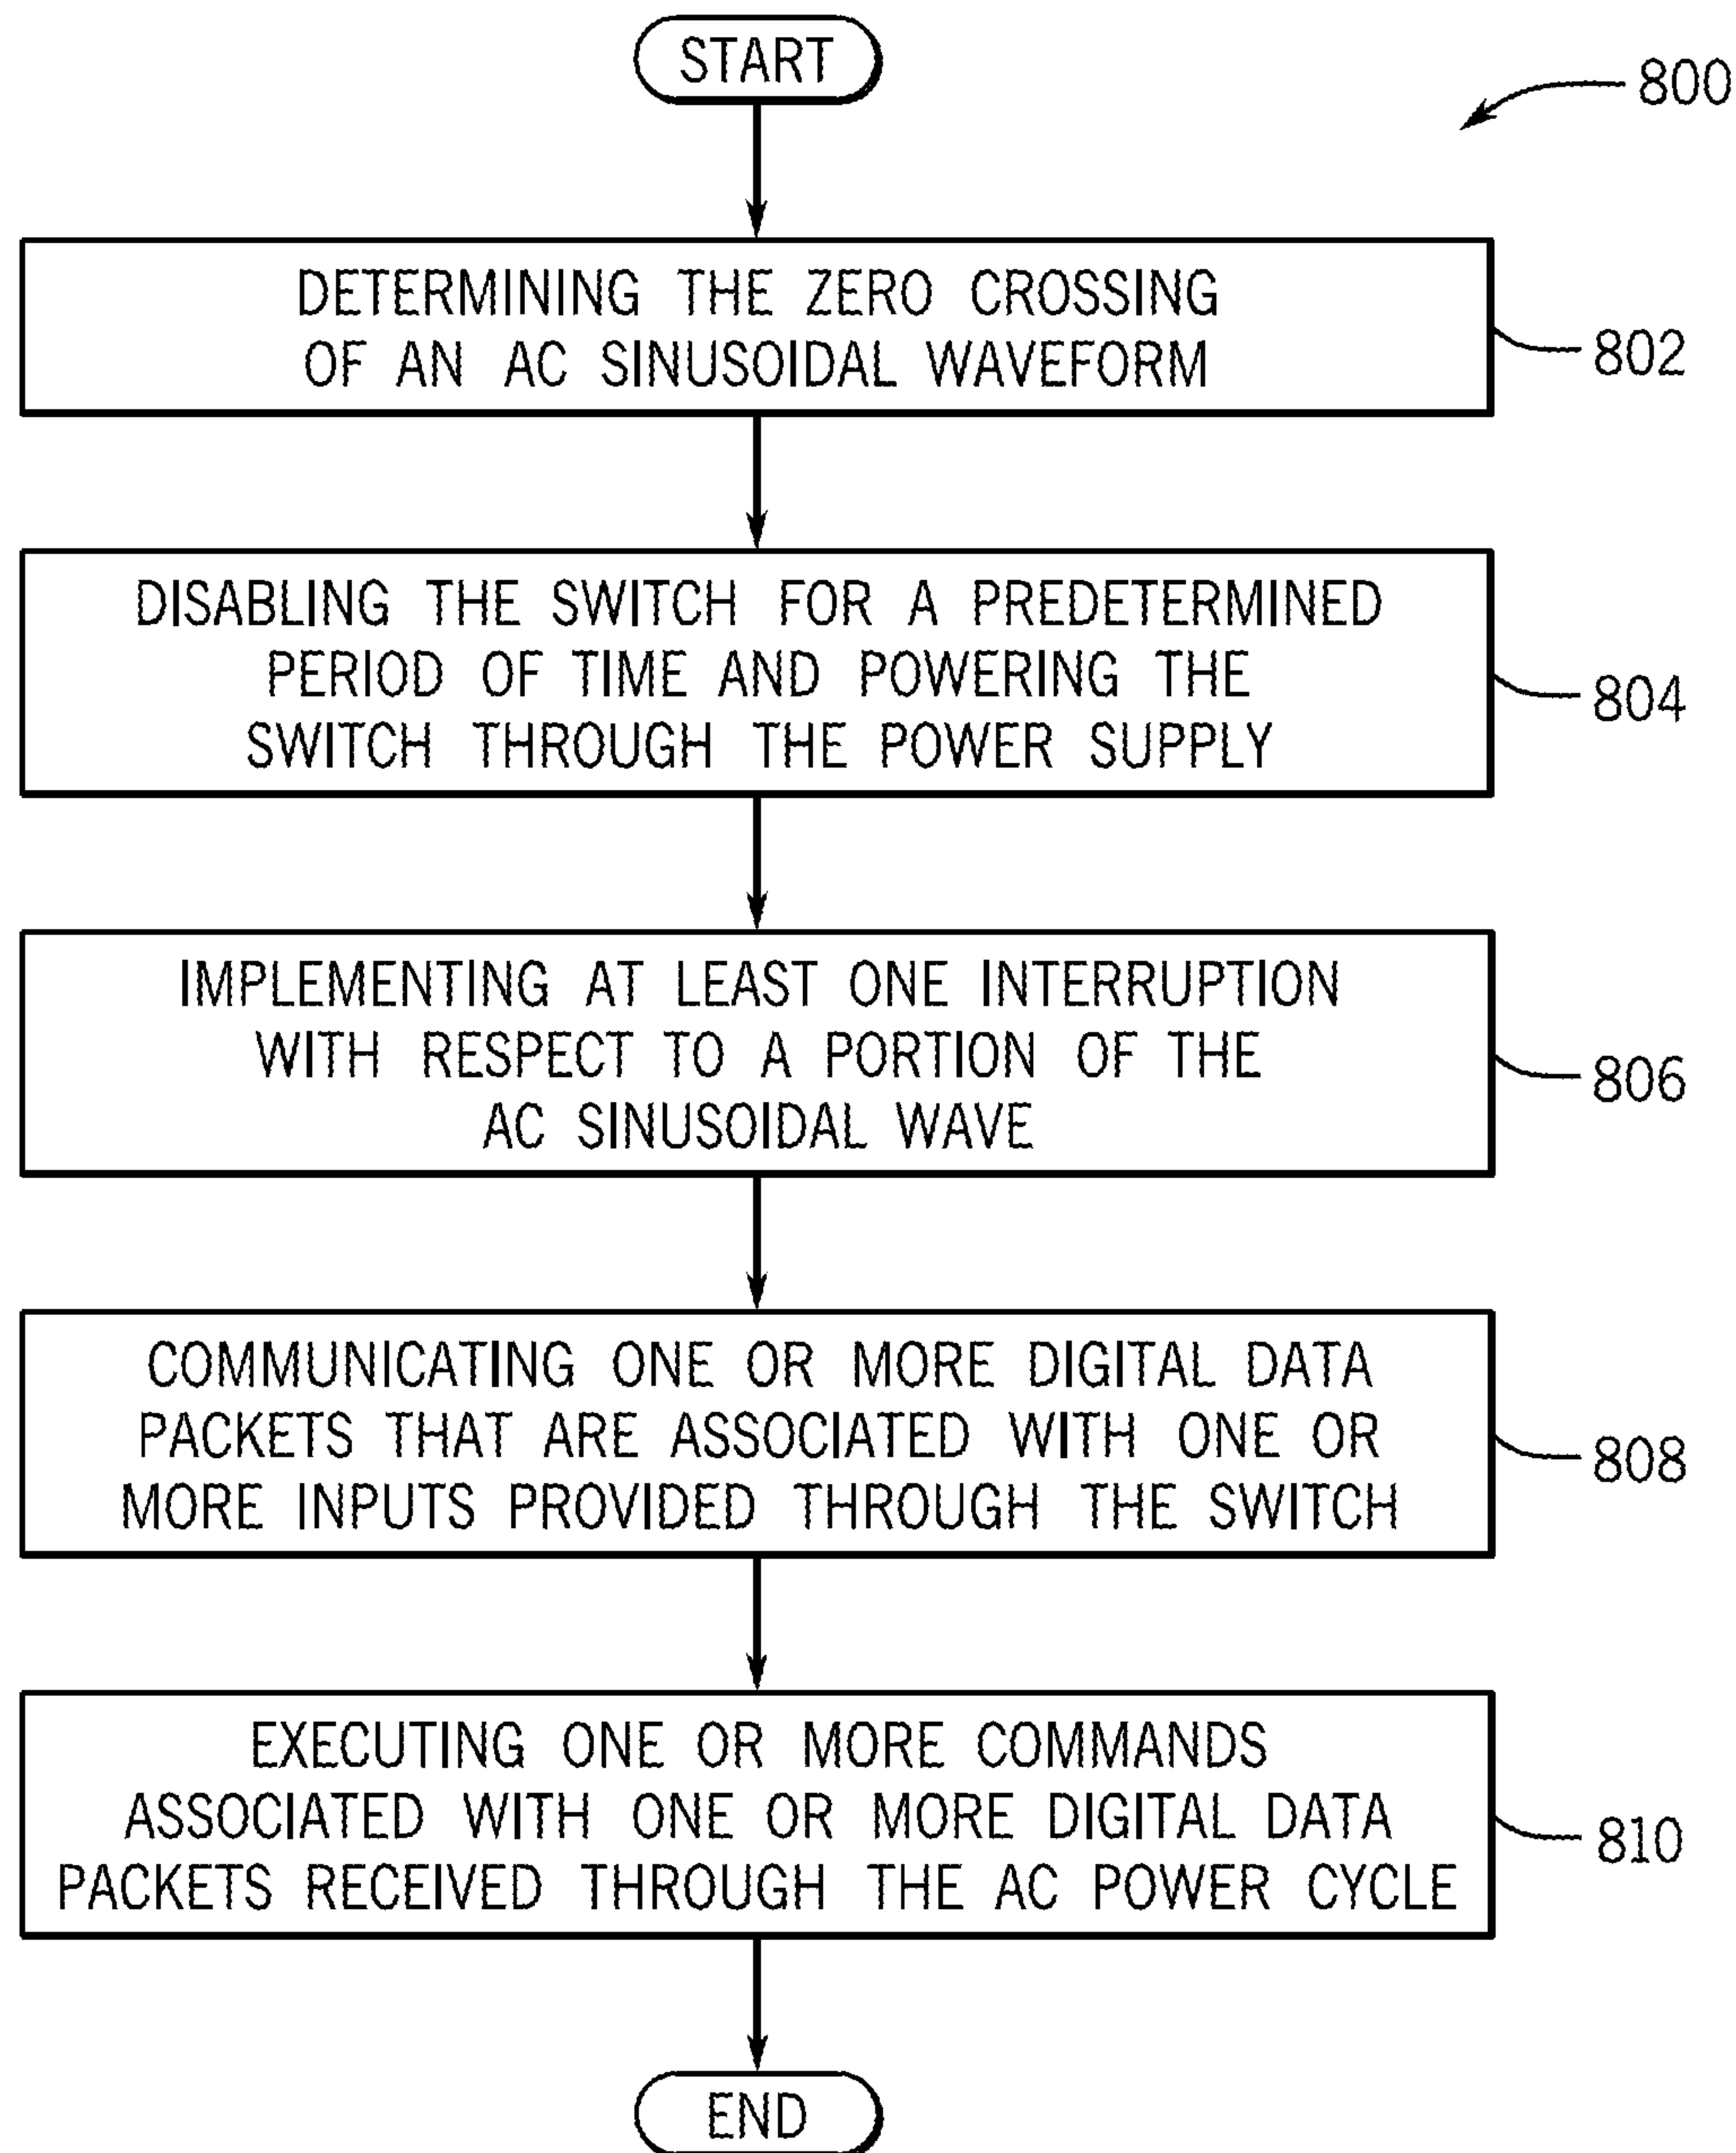 START
800
DETERMINING THE ZERO CROSSING
OF AN AC SINUSOIDAL WAVEFORM
802
DISABLING THE SWITCH FOR A PREDETERMINED
PERIOD OF TIME AND POWERING THE
SWITCH THROUGH THE POWER SUPPLY
804
IMPLEMENTING AT LEAST ONE INTERRUPTION
WITH RESPECT TO A PORTION OF THE
AC SINUSOIDAL WAVE
806
COMMUNICATING ONE OR MORE DIGITAL DATA
PACKETS THAT ARE ASSOCIATED WITH ONE OR
MORE INPUTS PROVIDED THROUGH THE SWITCH
808
EXECUTING ONE OR MORE COMMANDS
ASSOCIATED WITH ONE OR MORE DIGITAL DATA
PACKETS RECEIVED THROUGH THE AC POWER CYCLE
810
END